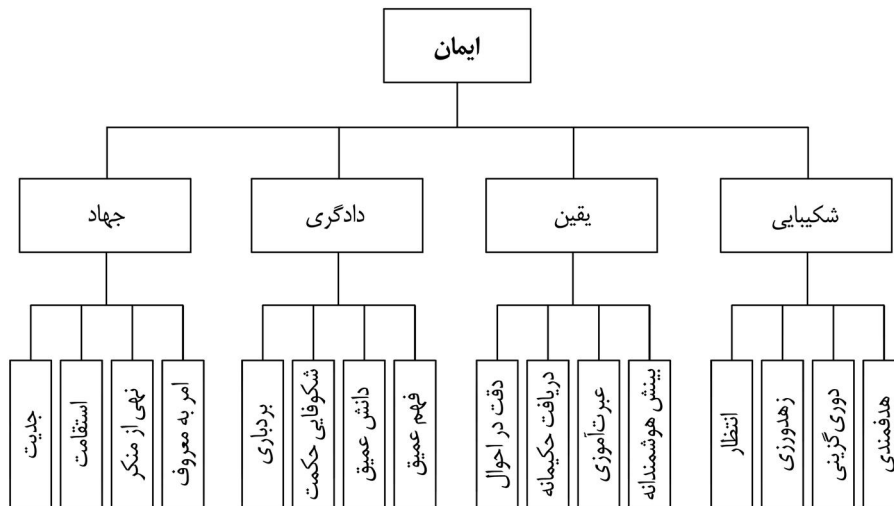 ایمان
شکیبایی
یقین
دادگری
جهاد
هدفمندی
دوری‌گزینی
زهدورزی
انتظار
بینش هوشمندانه
عبرت‌آموزی
دریافت حکیمانه
دقت در احوال
فهم عمیق
دانش عمیق
شکوفایی حکمت
بردباری
امر به معروف
نهی از منکر
استقامت
جدیت